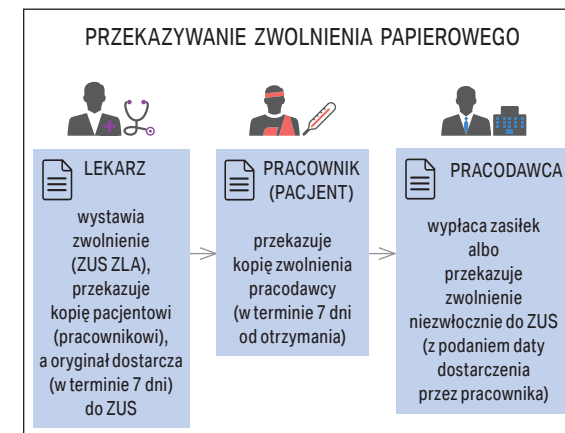 PRZEKAZYWANIE ZWOLNIENIA PAPIEROWEGO
LEKARZ
wystawia
zwolnienie
(ZUS ZLA),
przekazuje
kopię pacjentowi
(pracownikowi),
a oryginał dostarcza
(w terminie 7 dni)
do ZUS
PRACOWNIK
(PACJENT)
przekazuje
kopię zwolnienia
pracodawcy
(w terminie 7 dni
od otrzymania)
PRACODAWCA
wypłaca zasiłek
albo
przekazuje
zwolnienie
niezwłocznie do ZUS
(z podaniem daty
dostarczenia
przez pracownika)